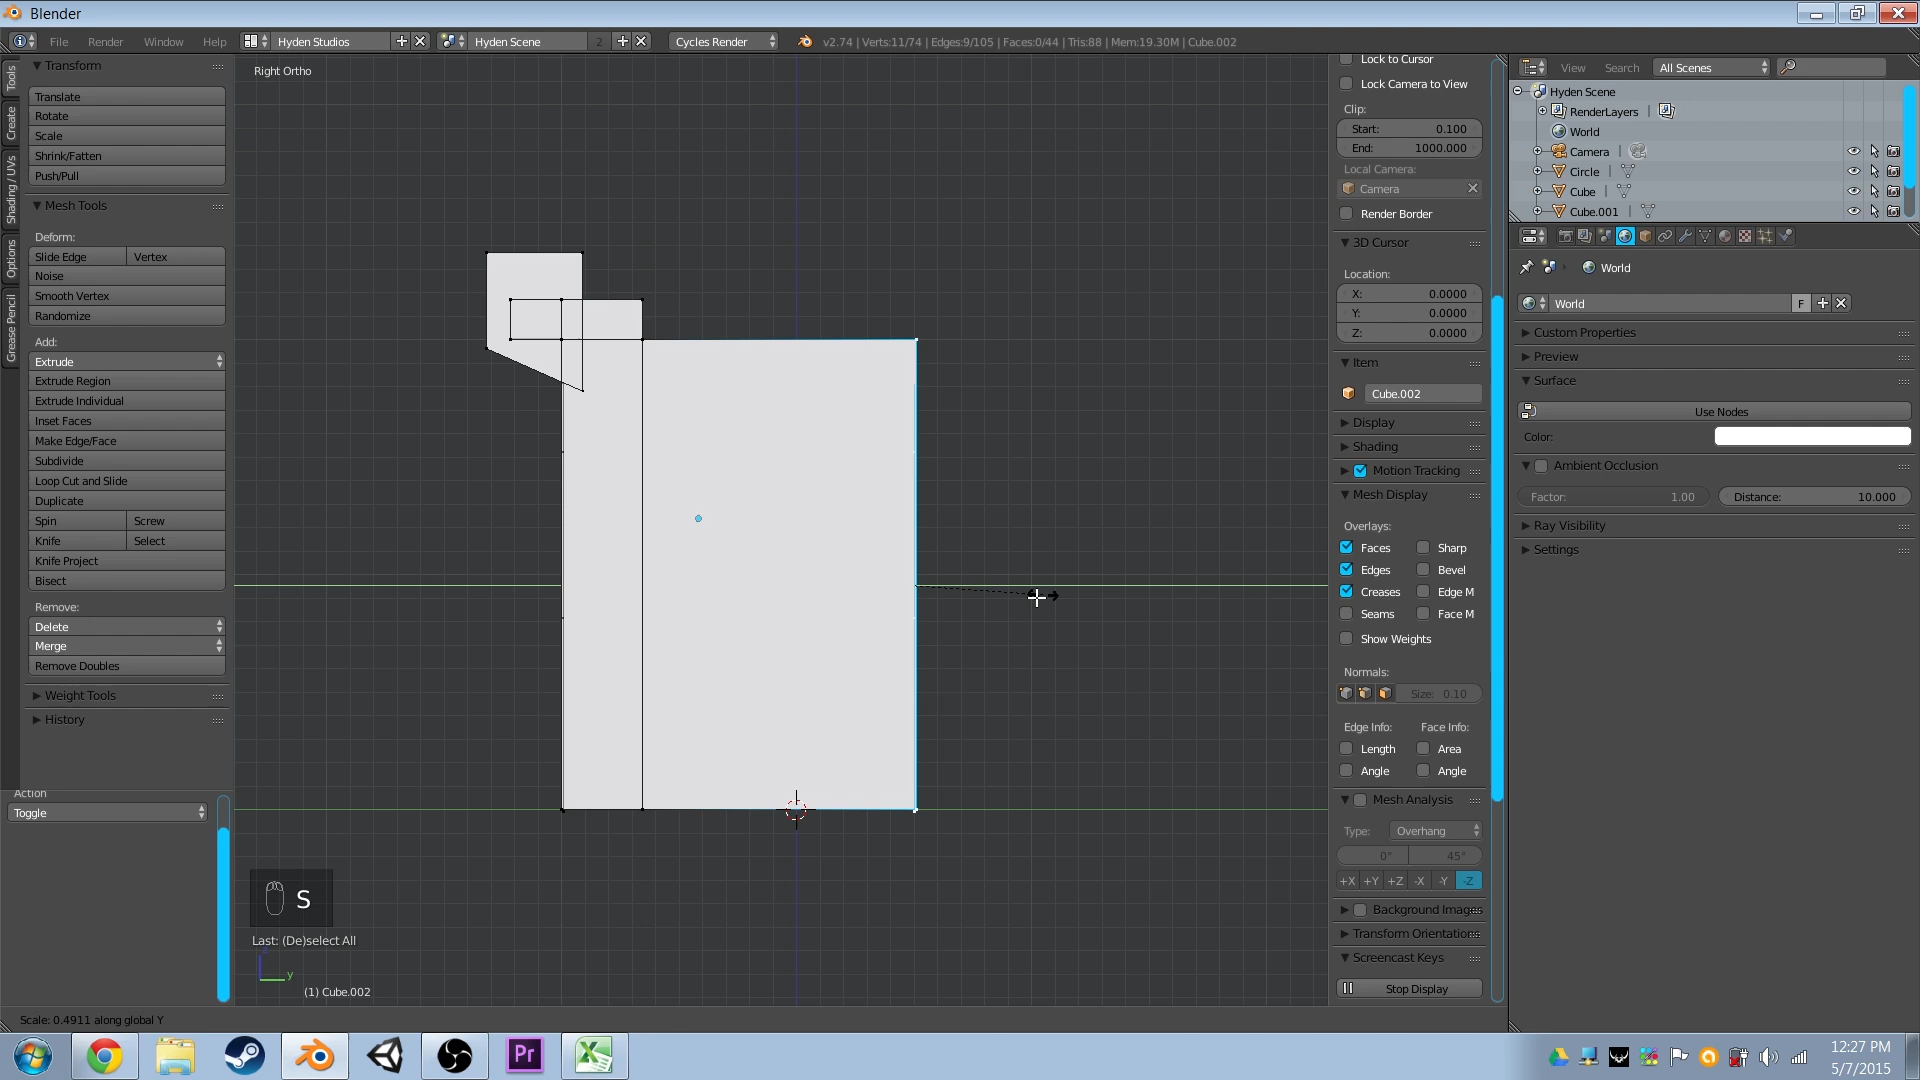 Blender
File Render Window Help Hyden Studios Hyden Scene 2 Cycles Render v2.74 | Verts:11/74 | Edges:9/105 | Faces:0/44 | Tris:88 | Mem:19.30M | Cube.002
Tools
Create
Shading / UVs
Options
Grease Pencil
Transform
Translate
Rotate
Scale
Shrink/Fatten
Push/Pull
Mesh Tools
Deform:
Slide Edge Vertex
Noise
Smooth Vertex
Randomize
Add:
Extrude
Extrude Region
Extrude Individual
Inset Faces
Make Edge/Face
Subdivide
Loop Cut and Slide
Duplicate
Spin Screw
Knife Select
Knife Project
Bisect
Remove:
Delete
Merge
Remove Doubles
Weight Tools
History
Action
Toggle
Right Ortho
S
Last: (De)select All
y
(1) Cube.002
Scale: 0.4911 along global Y
Lock to Cursor
Lock Camera to View
Clip:
Start: 0.100
End: 1000.000
Local Camera:
Camera
Render Border
3D Cursor
Location:
X: 0.0000
Y: 0.0000
Z: 0.0000
Item
Cube.002
Display
Shading
Motion Tracking
Mesh Display
Overlays:
Faces Sharp
Edges Bevel
Creases Edge M
Seams Face M
Show Weights
Normals:
Size: 0.10
Edge Info: Face Info:
Length Area
Angle Angle
Mesh Analysis
Type: Overhang
0° 45°
+X +Y +Z -X -Y -Z
Background Images
Transform Orientations
Screencast Keys
Stop Display
View Search All Scenes
Hyden Scene
RenderLayers
World
Camera
Circle
Cube
Cube.001
World
World F
Custom Properties
Preview
Surface
Use Nodes
Color:
Ambient Occlusion
Factor: 1.00 Distance: 10.000
Ray Visibility
Settings
Pr
12:27 PM
5/7/2015